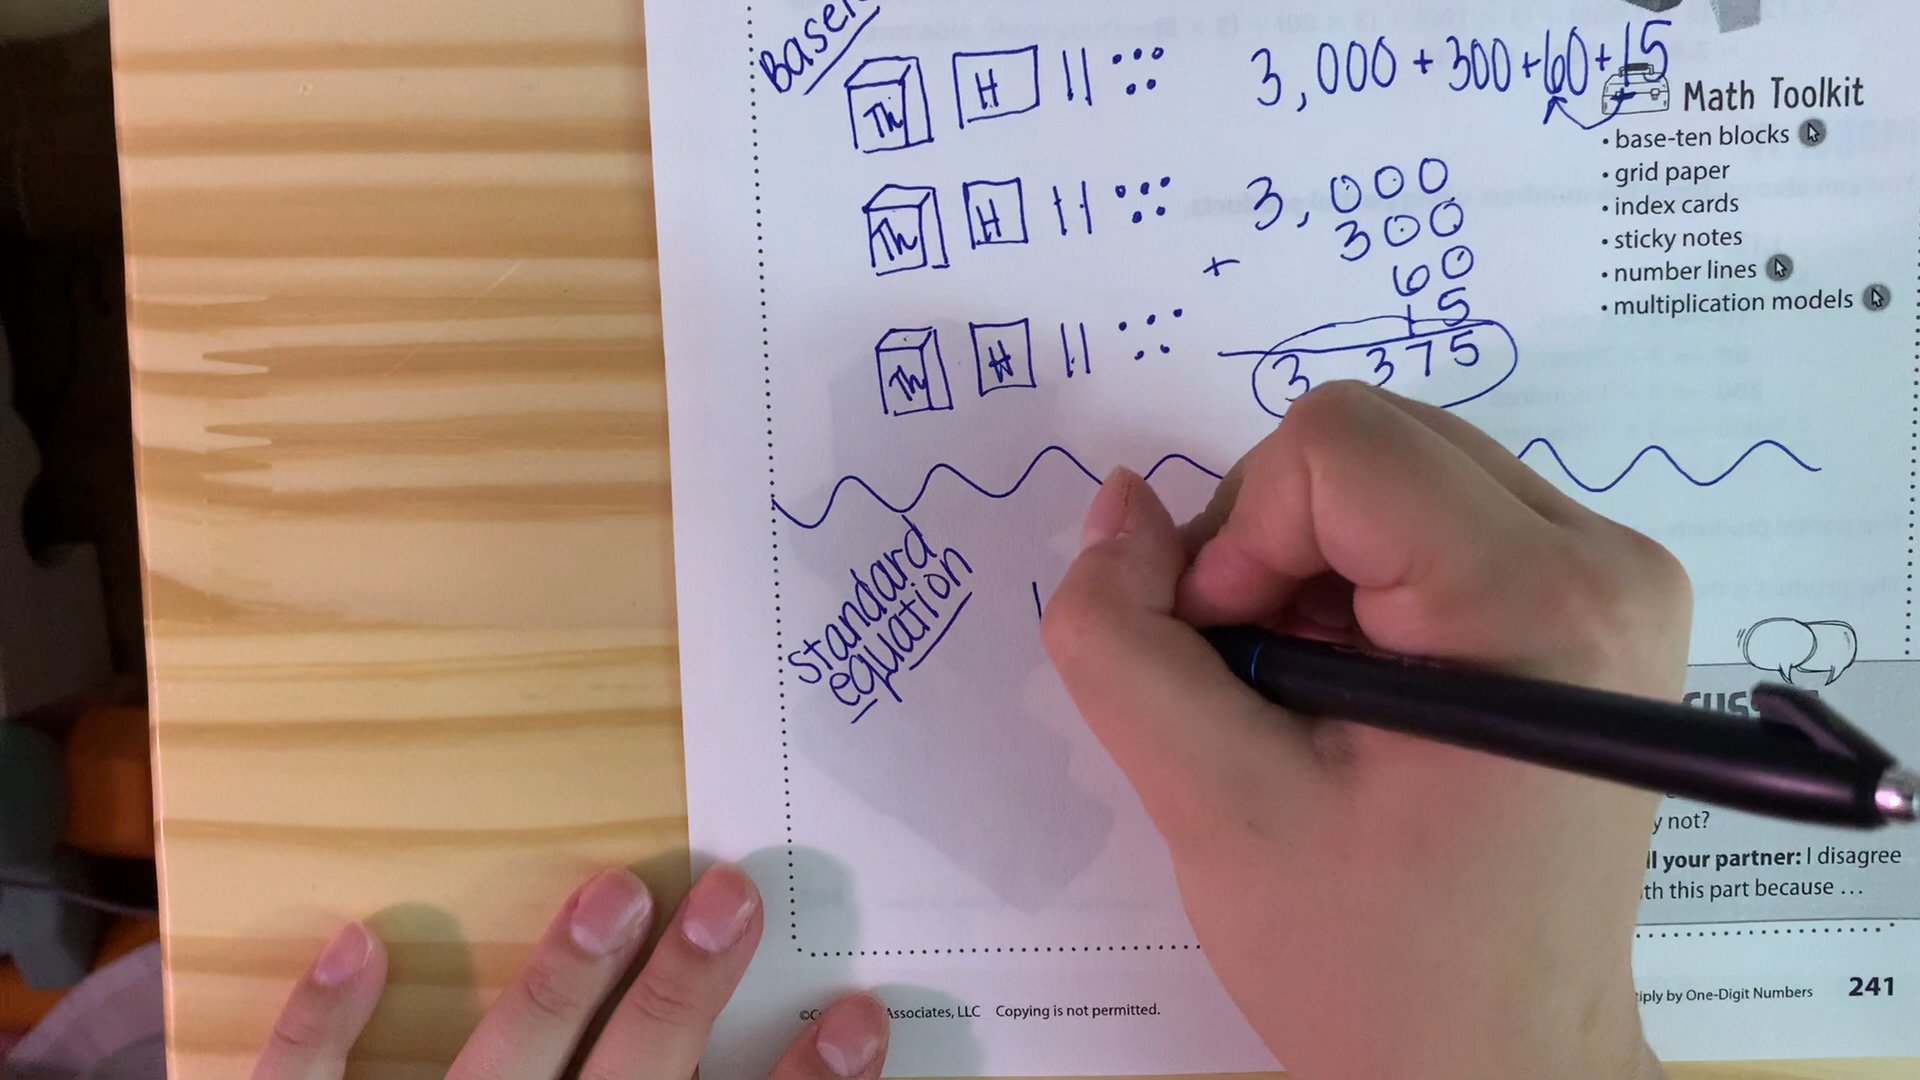 Base
Th H 3,000 + 300 + 60 + 15
Math Toolkit
• base-ten blocks
• grid paper
• index cards
• sticky notes
• number lines
• multiplication models
Th H 3,000
300
+ 60
15
Th H 3 375
standard
equation
y not?
ll your partner: I disagree
th this part because ...
Associates, LLC Copying is not permitted.
iply by One-Digit Numbers 241